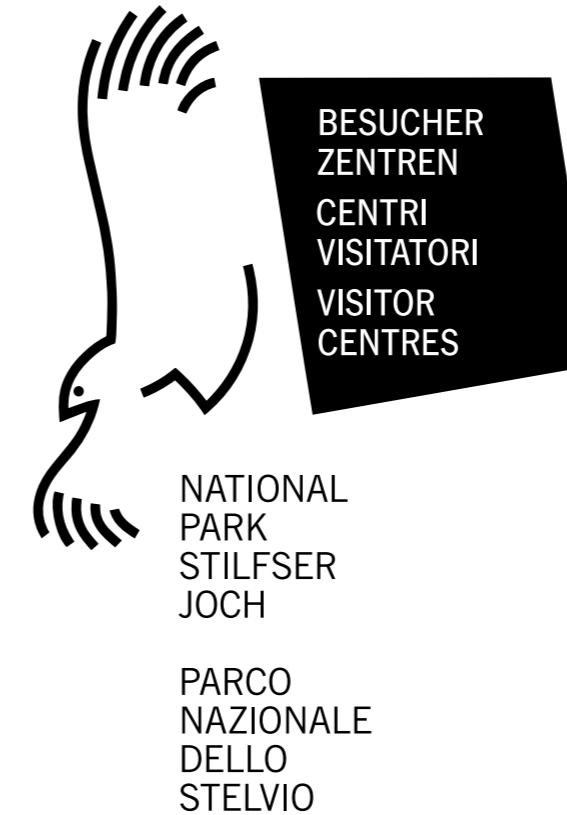 BESUCHER
ZENTREN
CENTRI
VISITATORI
VISITOR
CENTRES
NATIONAL
PARK
STILFSER
JOCH
PARCO
NAZIONALE
DELLO
STELVIO